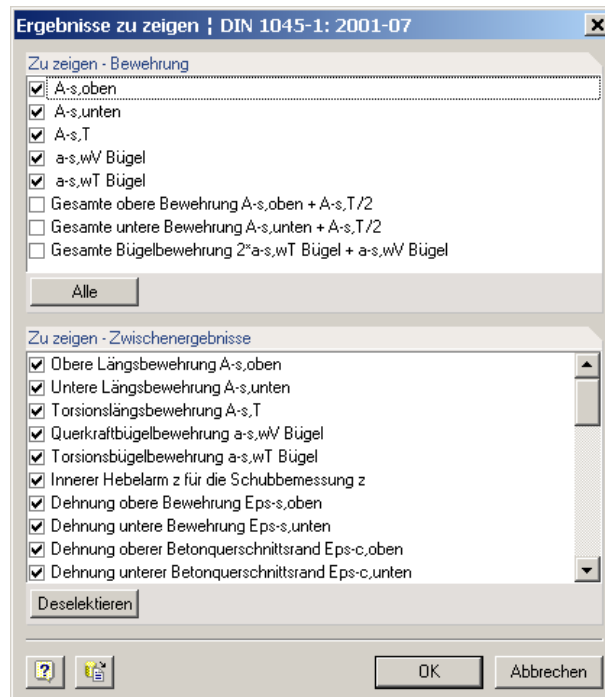 Ergebnisse zu zeigen ¦ DIN 1045-1: 2001-07
Zu zeigen - Bewehrung
A-s,oben
A-s,unten
A-s,T
a-s,wV Bügel
a-s,wT Bügel
Gesamte obere Bewehrung A-s,oben + A-s,T/2
Gesamte untere Bewehrung A-s,unten + A-s,T/2
Gesamte Bügelbewehrung 2*a-s,wT Bügel + a-s,wV Bügel
Alle
Zu zeigen - Zwischenergebnisse
Obere Längsbewehrung A-s,oben
Untere Längsbewehrung A-s,unten
Torsionslängsbewehrung A-s,T
Querkraftbügelbewehrung a-s,wV Bügel
Torsionsbügelbewehrung a-s,wT Bügel
Innerer Hebelarm z für die Schubbemessung z
Dehnung obere Bewehrung Eps-s,oben
Dehnung untere Bewehrung Eps-s,unten
Dehnung oberer Betonquerschnittsrand Eps-c,oben
Dehnung unterer Betonquerschnittsrand Eps-c,unten
Deselektieren
OK
Abbrechen